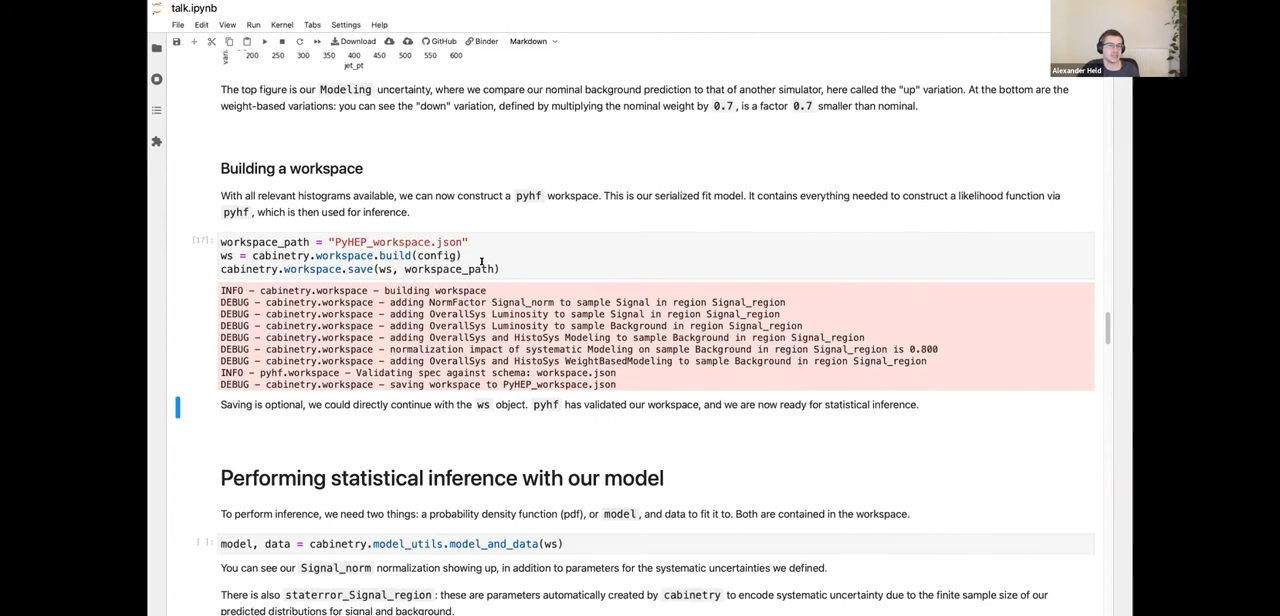 talk.ipynb
File Edit View Run Kernel Tabs Settings Help
Download GitHub Binder Markdown
200 250 300 350 400 450 500 550 600
jet_pt
Alexander Held
The top figure is our Modeling uncertainty, where we compare our nominal background prediction to that of another simulator, here called the "up" variation. At the bottom are the
weight-based variations: you can see the "down" variation, defined by multiplying the nominal weight by 0.7, is a factor 0.7 smaller than nominal.
Building a workspace
With all relevant histograms available, we can now construct a pyhf workspace. This is our serialized fit model. It contains everything needed to construct a likelihood function via
pyhf, which is then used for inference.
[17]: workspace_path = "PyHEP_workspace.json"
ws = cabinetry.workspace.build(config)
cabinetry.workspace.save(ws, workspace_path)
INFO - cabinetry.workspace - building workspace
DEBUG - cabinetry.workspace - adding NormFactor Signal_norm to sample Signal in region Signal_region
DEBUG - cabinetry.workspace - adding OverallSys Luminosity to sample Signal in region Signal_region
DEBUG - cabinetry.workspace - adding OverallSys Luminosity to sample Background in region Signal_region
DEBUG - cabinetry.workspace - adding OverallSys and HistoSys Modeling to sample Background in region Signal_region
DEBUG - cabinetry.workspace - normalization impact of systematic Modeling on sample Background in region Signal_region is 0.800
DEBUG - cabinetry.workspace - adding OverallSys and HistoSys WeightBasedModeling to sample Background in region Signal_region
INFO - pyhf.workspace - Validating spec against schema: workspace.json
DEBUG - cabinetry.workspace - saving workspace to PyHEP_workspace.json
Saving is optional, we could directly continue with the ws object. pyhf has validated our workspace, and we are now ready for statistical inference.
Performing statistical inference with our model
To perform inference, we need two things: a probability density function (pdf), or model, and data to fit it to. Both are contained in the workspace.
[ ]: model, data = cabinetry.model_utils.model_and_data(ws)
You can see our Signal_norm normalization showing up, in addition to parameters for the systematic uncertainties we defined.
There is also staterror_Signal_region: these are parameters automatically created by cabinetry to encode systematic uncertainty due to the finite sample size of our
predicted distributions for signal and background.